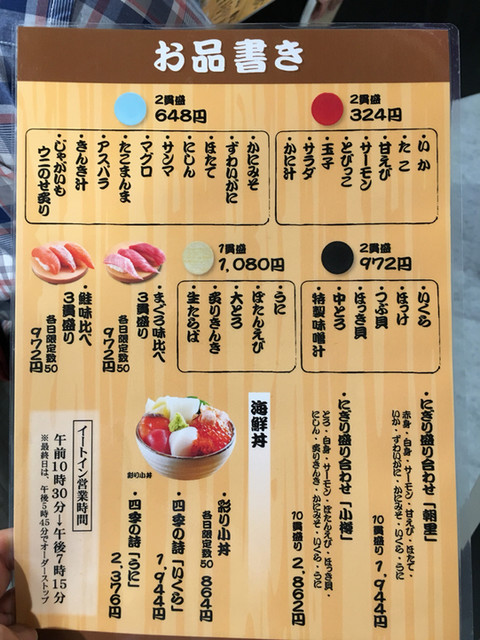 お品書き
2貫盛
324円
・いか
・たこ
・甘えび
・サーモン
・とびっこ
・玉子
・サラダ
・かに汁
2貫盛
648円
・かにみそ
・ずわいがに
・ほたて
・にしん
・サンマ
・マグロ
・たこまんま
・アスパラ
・きんき汁
・じゃがいも
ウニのせ炙り
2貫盛
972円
・いくら
・ほっけ
・つぶ貝
・ほっき貝
・中とろ
・特製味噌汁
1貫盛
1,080円
・うに
・ぼたんえび
・大とろ
・炙りきんき
・生たらば
・まぐろ味比べ
3貫盛り
各日限定数50
972円
・鮭味比べ
3貫盛り
各日限定数50
972円
・にぎり盛り合わせ「朝里」
赤身・白身・サーモン・甘えび・ほたて・
いか・ずわいがに・かにみそ・いくら・うに
10貫盛り 1,944円
・にぎり盛り合わせ「小樽」
とろ・白身・サーモン・ぼたんえび・ほっき貝・
にしん・炙りきんき・かにみそ・いくら・うに
10貫盛り 2,862円
海鮮丼
彩り小丼
・彩り小丼
各日限定数50 864円
・四季の詩「いくら」
1,944円
・四季の詩「うに」
2,376円
イートイン営業時間
午前10時30分→午後7時15分
※最終日は、午後5時45分でオーダーストップ